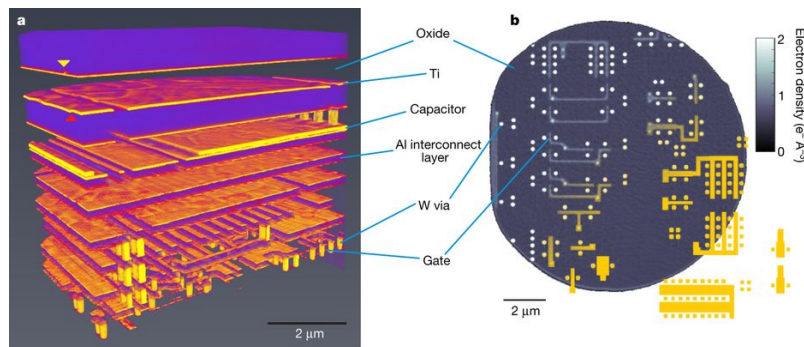 a
b
Oxide
Ti
Capacitor
Al interconnect
layer
W via
Gate
2 μm
2 μm
2
1
0
Electron density (e⁻ Å⁻³)